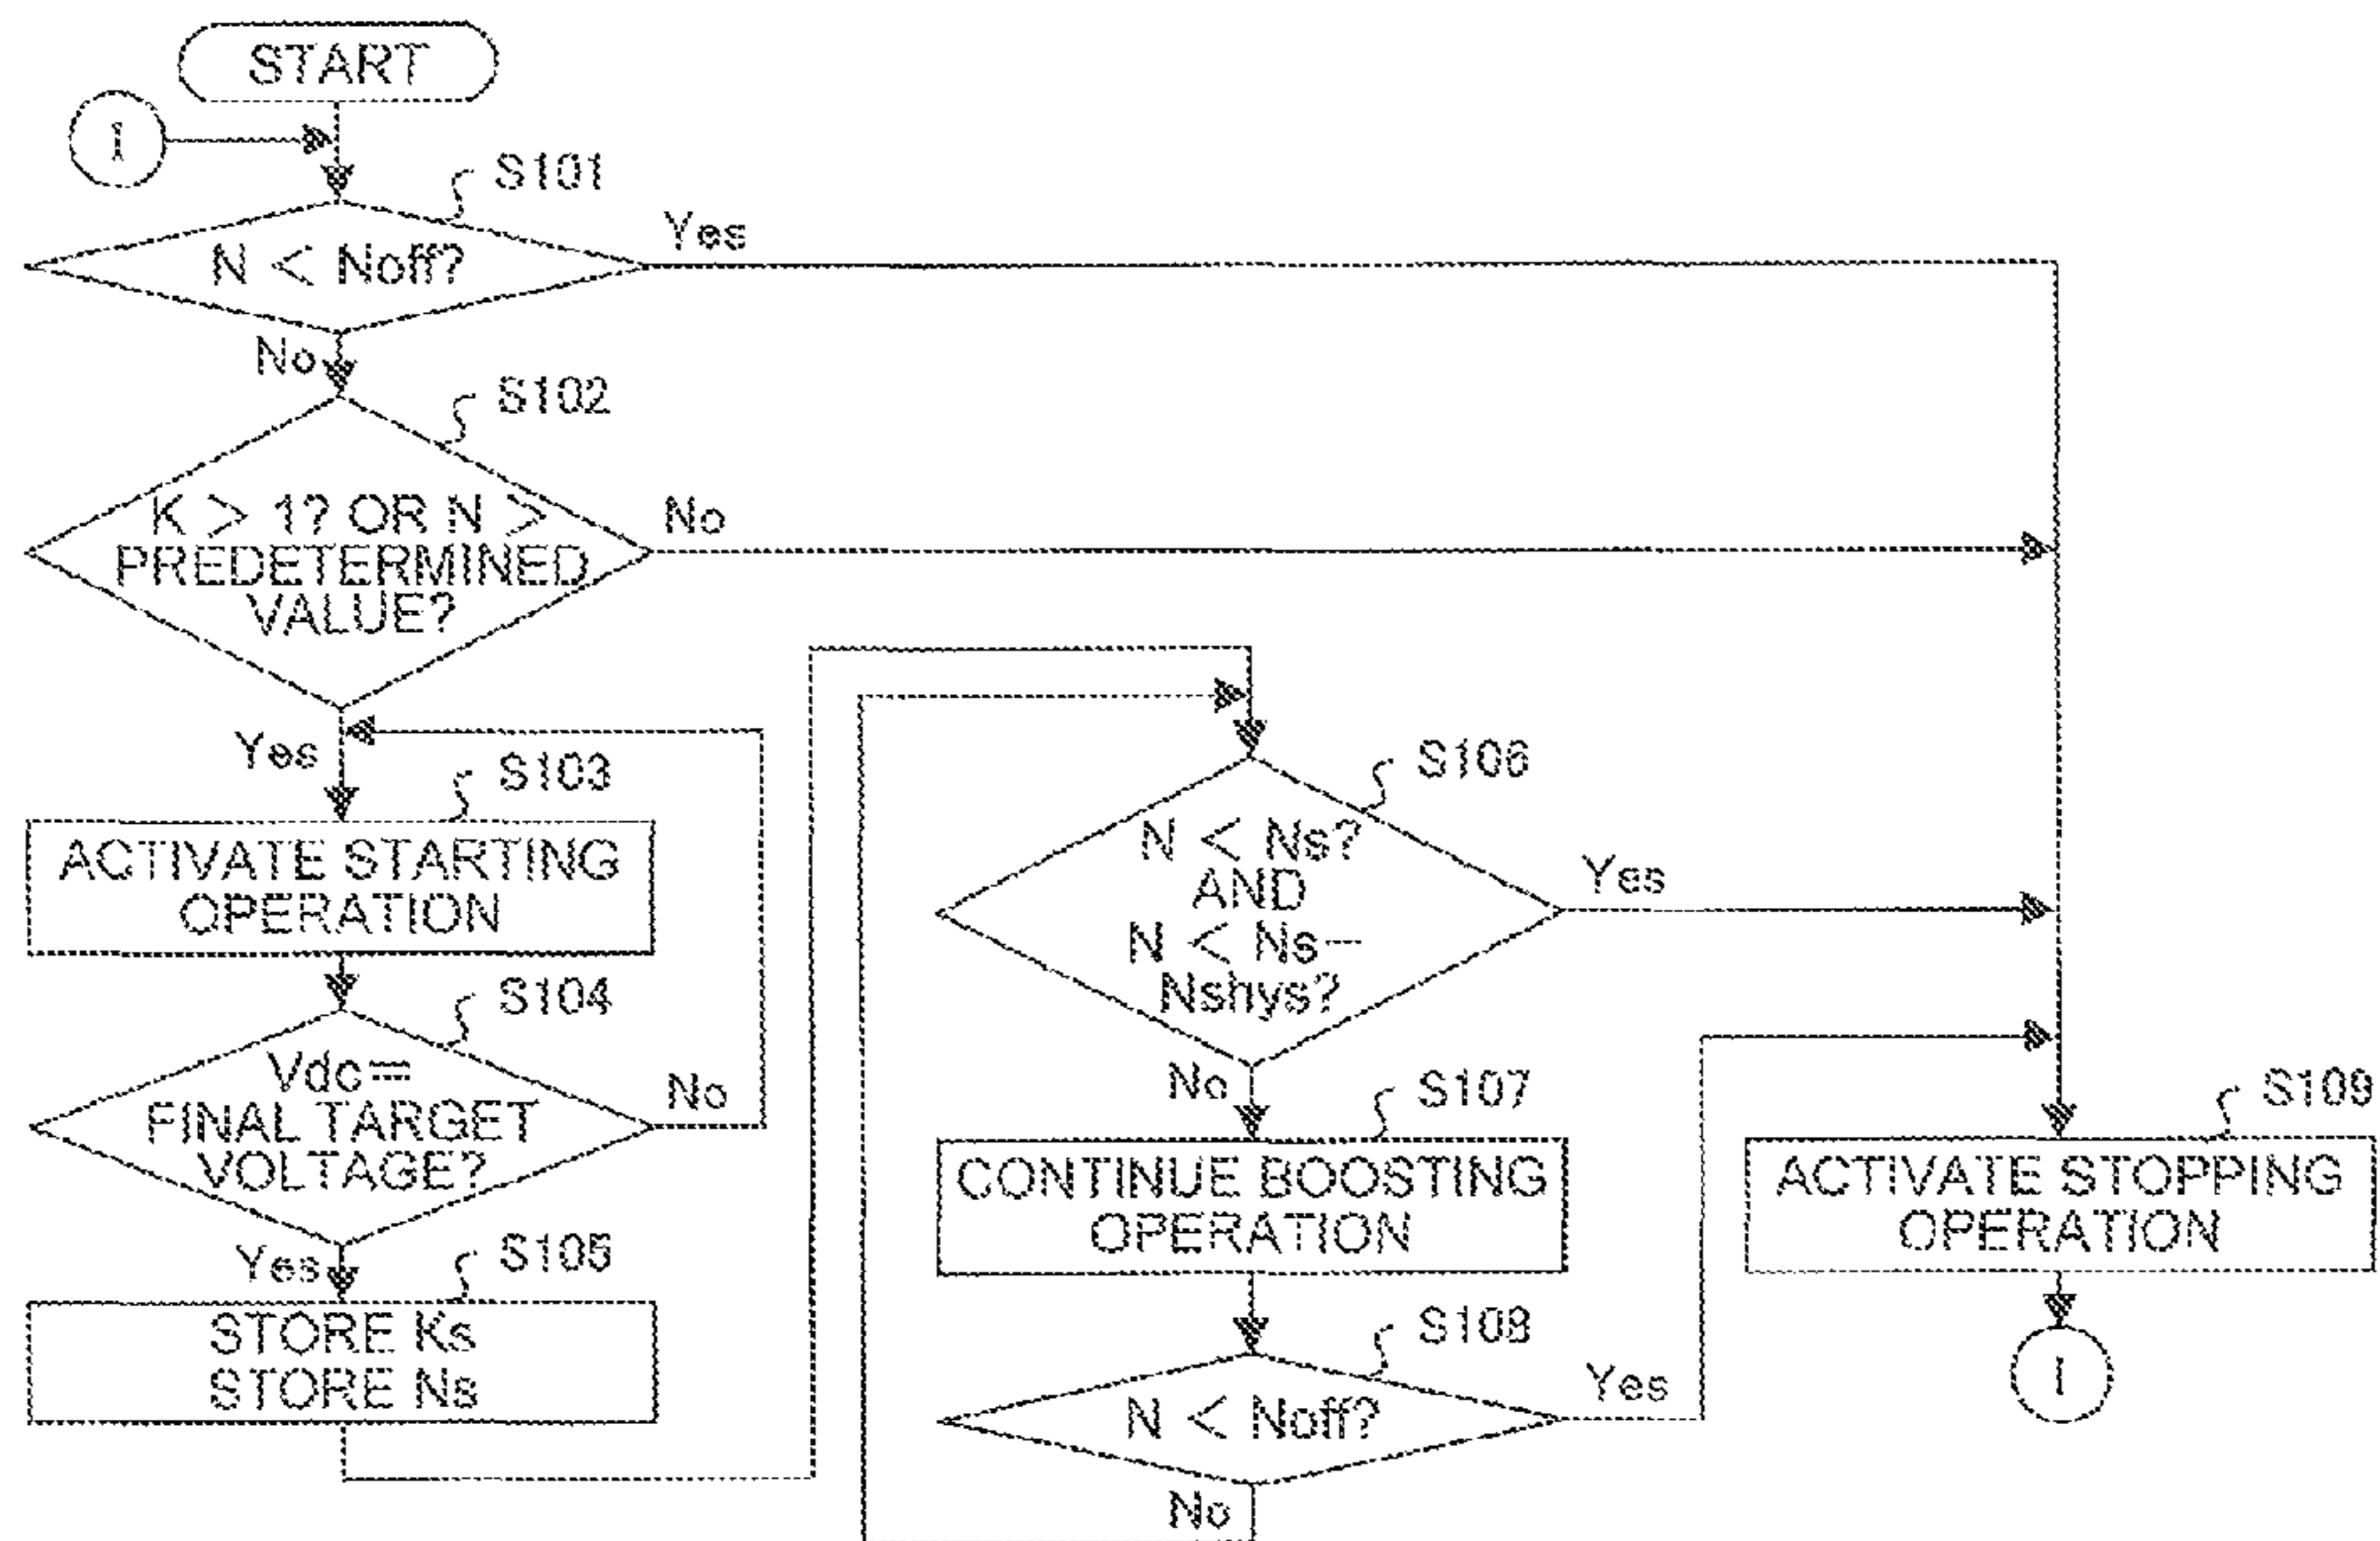 START
I
S101
N < Noff?
Yes
No
S102
K > 1? OR N >
PREDETERMINED
VALUE?
No
Yes
S103
ACTIVATE STARTING
OPERATION
S104
Vdc=
FINAL TARGET
VOLTAGE?
No
Yes
S105
STORE Ks
STORE Ns
S106
N < Ns?
AND
N < Ns-
Nshys?
Yes
No
S107
CONTINUE BOOSTING
OPERATION
S108
N < Noff?
Yes
No
S109
ACTIVATE STOPPING
OPERATION
I